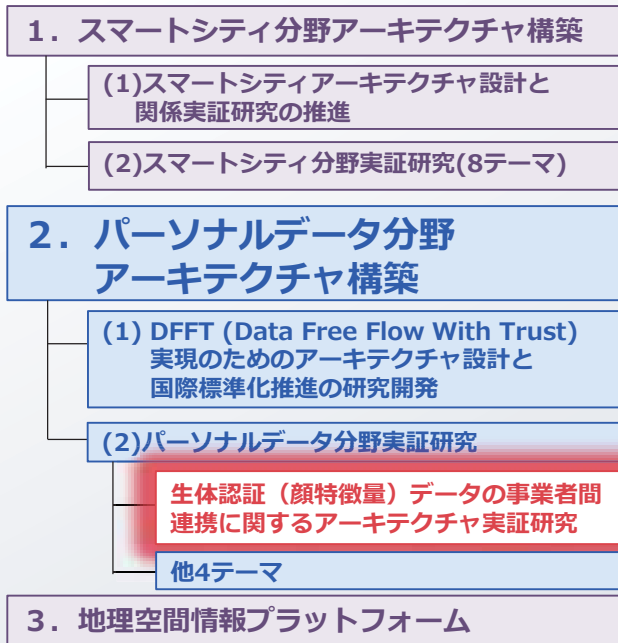 1．スマートシティ分野アーキテクチャ構築
(1)スマートシティアーキテクチャ設計と
関係実証研究の推進
(2)スマートシティ分野実証研究(8テーマ)
2．パーソナルデータ分野
アーキテクチャ構築
(1) DFFT (Data Free Flow With Trust)
実現のためのアーキテクチャ設計と
国際標準化推進の研究開発
(2)パーソナルデータ分野実証研究
生体認証（顔特徴量）データの事業者間
連携に関するアーキテクチャ実証研究
他4テーマ
3．地理空間情報プラットフォーム